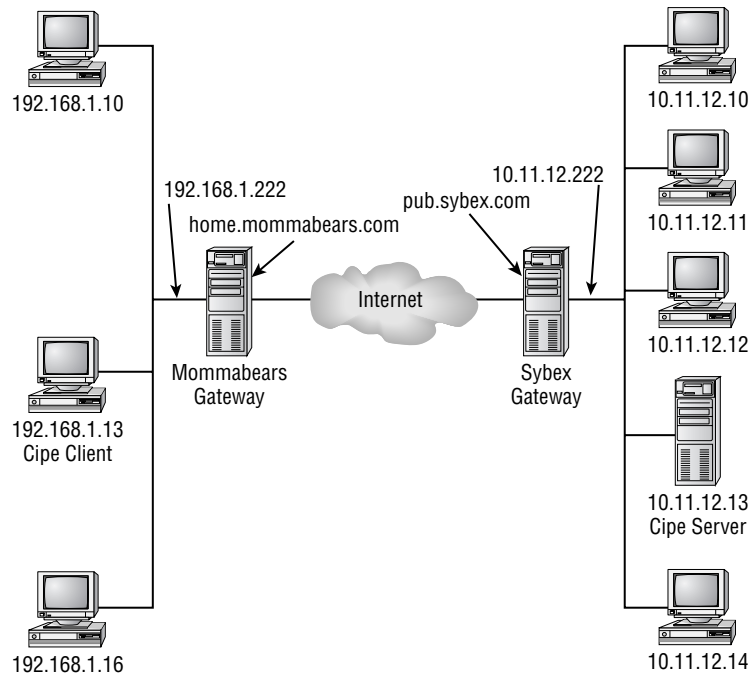 192.168.1.10
192.168.1.222
home.mommabears.com
Mommabears
Gateway
192.168.1.13
Cipe Client
192.168.1.16
Internet
pub.sybex.com
10.11.12.222
Sybex
Gateway
10.11.12.10
10.11.12.11
10.11.12.12
10.11.12.13
Cipe Server
10.11.12.14